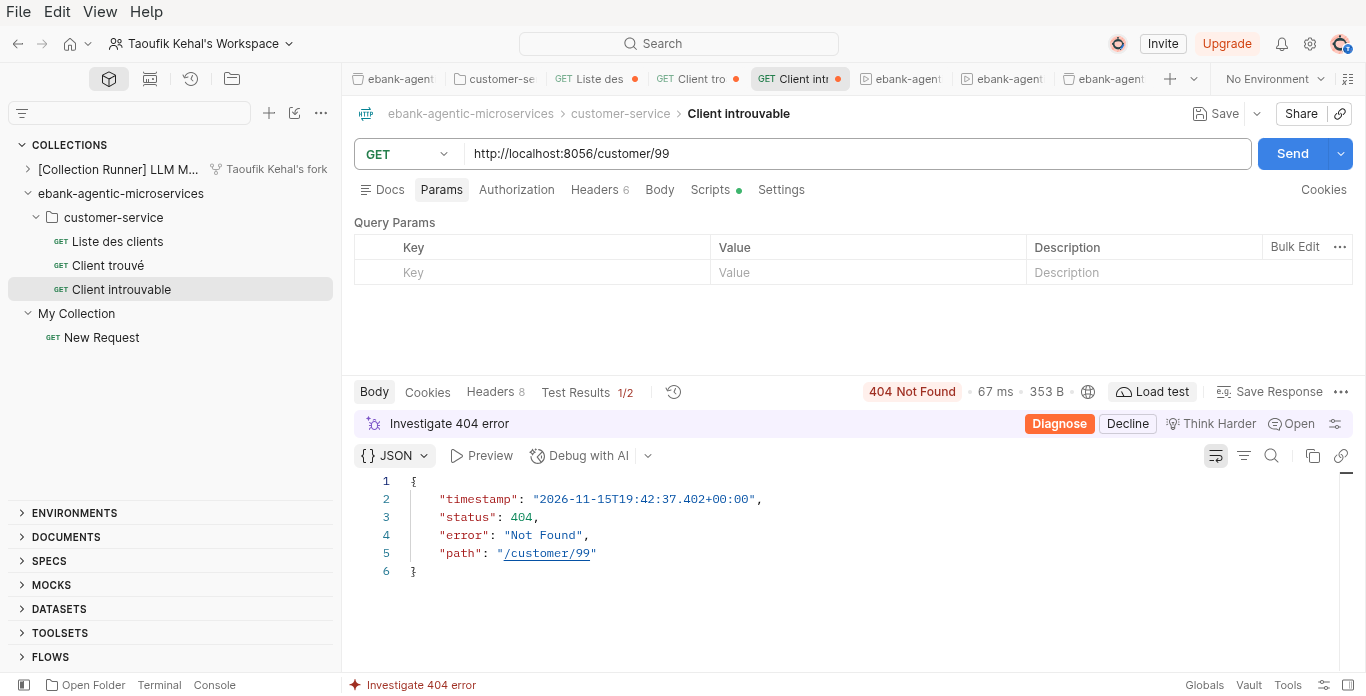 File Edit View Help
Taoufik Kehal's Workspace Search Invite Upgrade
ebank-agent customer-se GET Liste des GET Client tro GET Client intr ebank-agent ebank-agent ebank-agent No Environment
HTTP ebank-agentic-microservices > customer-service > Client introuvable Save Share
COLLECTIONS
[Collection Runner] LLM M... Taoufik Kehal's fork
ebank-agentic-microservices
customer-service
GET Liste des clients
GET Client trouvé
GET Client introuvable
My Collection
GET New Request
ENVIRONMENTS
DOCUMENTS
SPECS
MOCKS
DATASETS
TOOLSETS
FLOWS
GET http://localhost:8056/customer/99 Send
Docs Params Authorization Headers 6 Body Scripts Settings Cookies
Query Params
Key Value Description Bulk Edit
Key Value Description
Body Cookies Headers 8 Test Results 1/2 404 Not Found • 67 ms • 353 B Load test e.g. Save Response
Investigate 404 error Diagnose Decline Think Harder Open
{ } JSON Preview Debug with AI
1 {
2 "timestamp": "2026-11-15T19:42:37.402+00:00",
3 "status": 404,
4 "error": "Not Found",
5 "path": "/customer/99"
6 }
Open Folder Terminal Console Investigate 404 error Globals Vault Tools